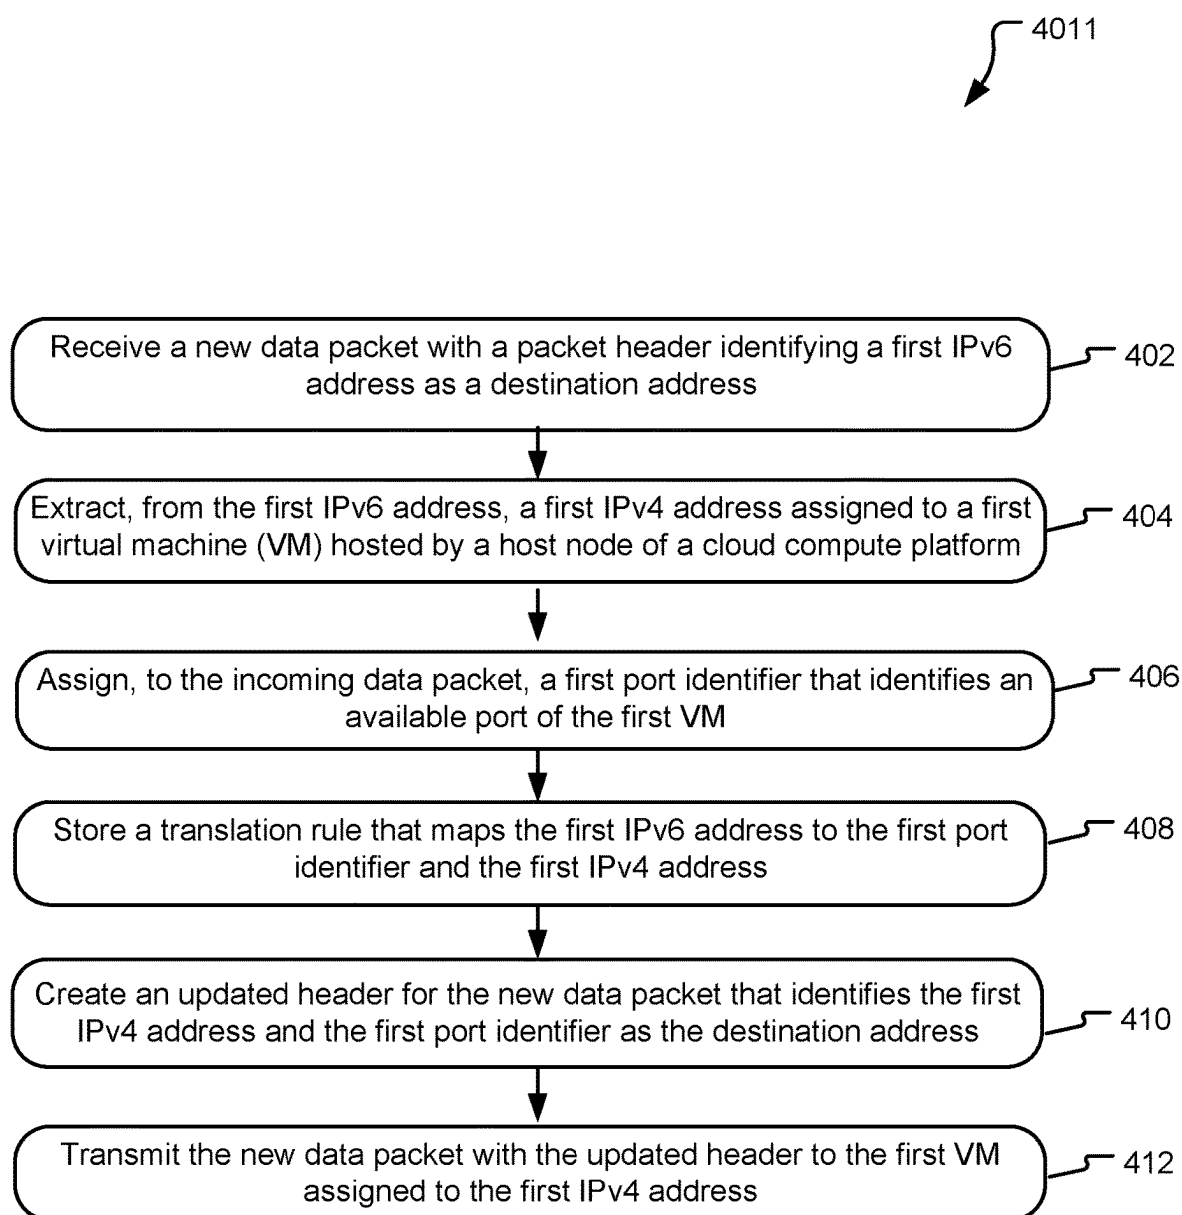 4011
Receive a new data packet with a packet header identifying a first IPv6
address as a destination address
402
Extract, from the first IPv6 address, a first IPv4 address assigned to a first
virtual machine (VM) hosted by a host node of a cloud compute platform
404
Assign, to the incoming data packet, a first port identifier that identifies an
available port of the first VM
406
Store a translation rule that maps the first IPv6 address to the first port
identifier and the first IPv4 address
408
Create an updated header for the new data packet that identifies the first
IPv4 address and the first port identifier as the destination address
410
Transmit the new data packet with the updated header to the first VM
assigned to the first IPv4 address
412